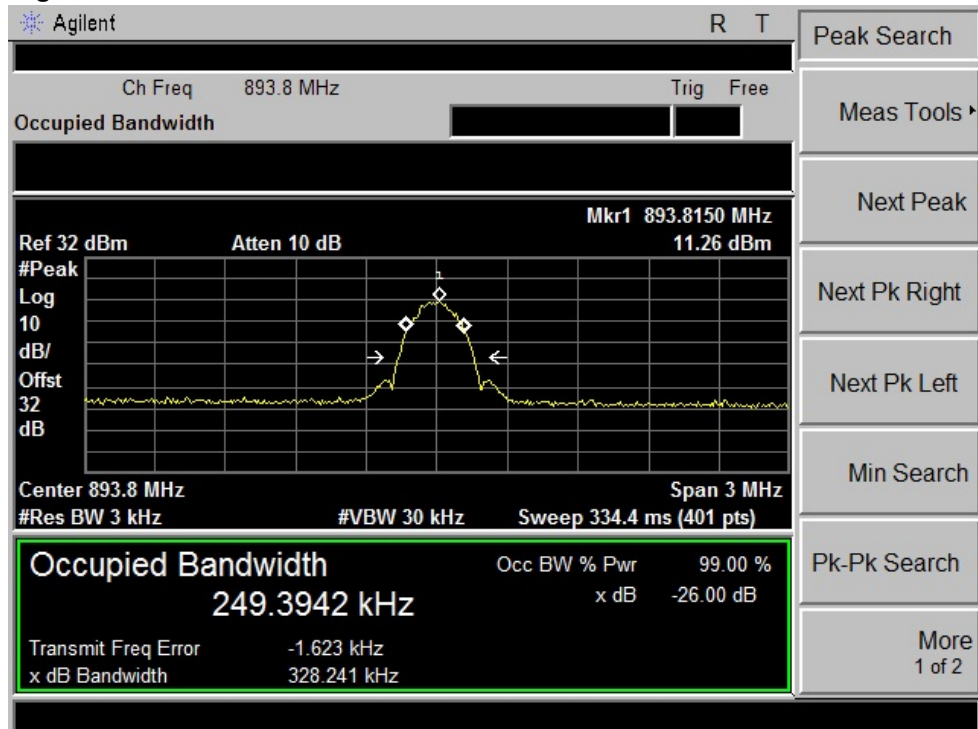 Agilent R T
Peak Search
Ch Freq 893.8 MHz Trig Free
Occupied Bandwidth
Meas Tools
Mkr1 893.8150 MHz
Ref 32 dBm Atten 10 dB 11.26 dBm
Next Peak
#Peak
1
Log
10
dB/
Offst
32
dB
Next Pk Right
Next Pk Left
Center 893.8 MHz Span 3 MHz
#Res BW 3 kHz #VBW 30 kHz Sweep 334.4 ms (401 pts)
Min Search
Occupied Bandwidth Occ BW % Pwr 99.00 %
249.3942 kHz x dB -26.00 dB
Pk-Pk Search
Transmit Freq Error -1.623 kHz
x dB Bandwidth 328.241 kHz
More
1 of 2